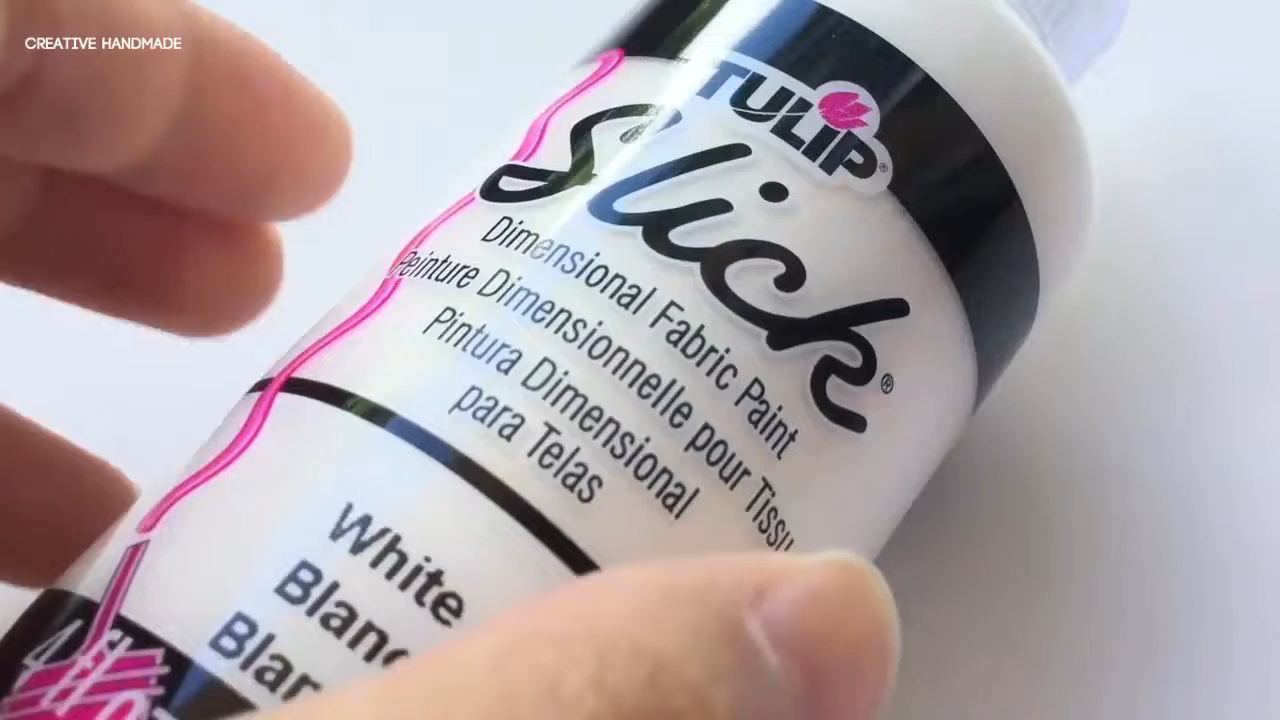 CREATIVE HANDMADE
TULIP
Slick®
Dimensional Fabric Paint
Peinture Dimensionnelle pour Tissu
Pintura Dimensional
para Telas
White